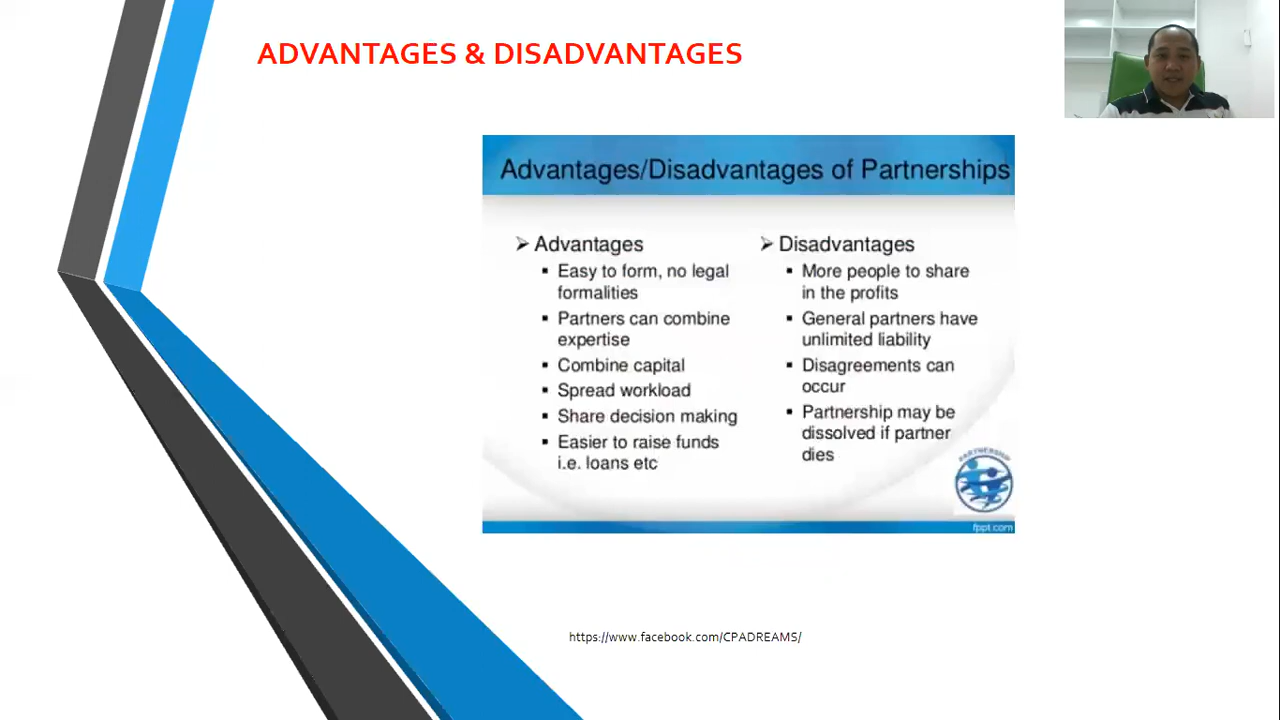 ADVANTAGES & DISADVANTAGES
Advantages/Disadvantages of Partnerships
➢ Advantages
▪ Easy to form, no legal
formalities
▪ Partners can combine
expertise
▪ Combine capital
▪ Spread workload
▪ Share decision making
▪ Easier to raise funds
i.e. loans etc
➢ Disadvantages
▪ More people to share
in the profits
▪ General partners have
unlimited liability
▪ Disagreements can
occur
▪ Partnership may be
dissolved if partner
dies
PARTNERSHIP
fppt.com
https://www.facebook.com/CPADREAMS/